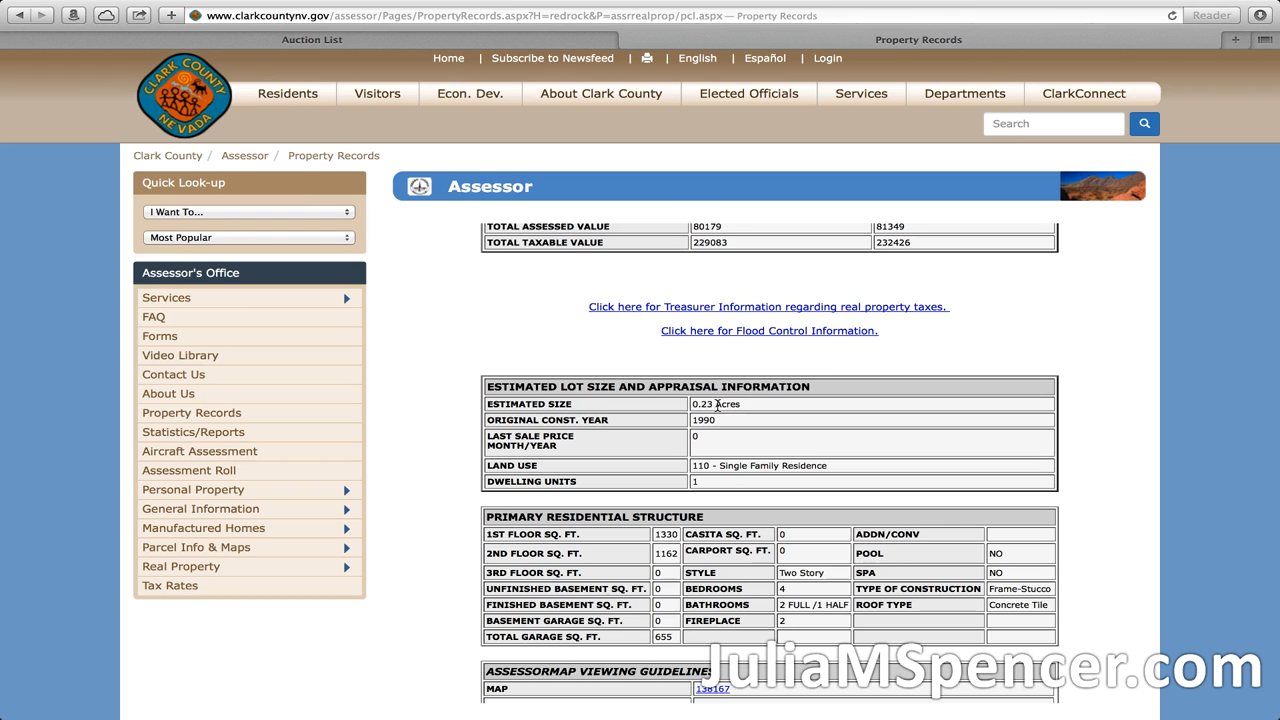 www.clarkcountynv.gov/assessor/Pages/PropertyRecords.aspx?H=redrock&P=assrrealprop/pcl.aspx — Property Records
Reader
Auction List
Property Records
Home | Subscribe to Newsfeed | | English | Español | Login
CLARK COUNTY
NEVADA
Residents Visitors Econ. Dev. About Clark County Elected Officials Services Departments ClarkConnect
Search
Clark County / Assessor / Property Records
Quick Look-up
I Want To...
Most Popular
Assessor's Office
Services
FAQ
Forms
Video Library
Contact Us
About Us
Property Records
Statistics/Reports
Aircraft Assessment
Assessment Roll
Personal Property
General Information
Manufactured Homes
Parcel Info & Maps
Real Property
Tax Rates
Assessor
TOTAL ASSESSED VALUE 80179 81349
TOTAL TAXABLE VALUE 229083 232426
Click here for Treasurer Information regarding real property taxes.
Click here for Flood Control Information.
ESTIMATED LOT SIZE AND APPRAISAL INFORMATION
ESTIMATED SIZE 0.23 Acres
ORIGINAL CONST. YEAR 1990
LAST SALE PRICE 0
MONTH/YEAR
LAND USE 110 - Single Family Residence
DWELLING UNITS 1
PRIMARY RESIDENTIAL STRUCTURE
1ST FLOOR SQ. FT. 1330 CASITA SQ. FT. 0 ADDN/CONV
2ND FLOOR SQ. FT. 1162 CARPORT SQ. FT. 0 POOL NO
3RD FLOOR SQ. FT. 0 STYLE Two Story SPA NO
UNFINISHED BASEMENT SQ. FT. 0 BEDROOMS 4 TYPE OF CONSTRUCTION Frame-Stucco
FINISHED BASEMENT SQ. FT. 0 BATHROOMS 2 FULL /1 HALF ROOF TYPE Concrete Tile
BASEMENT GARAGE SQ. FT. 0 FIREPLACE 2
TOTAL GARAGE SQ. FT. 655
ASSESSORMAP VIEWING GUIDELINES
MAP 138167
JuliaMSpencer.com